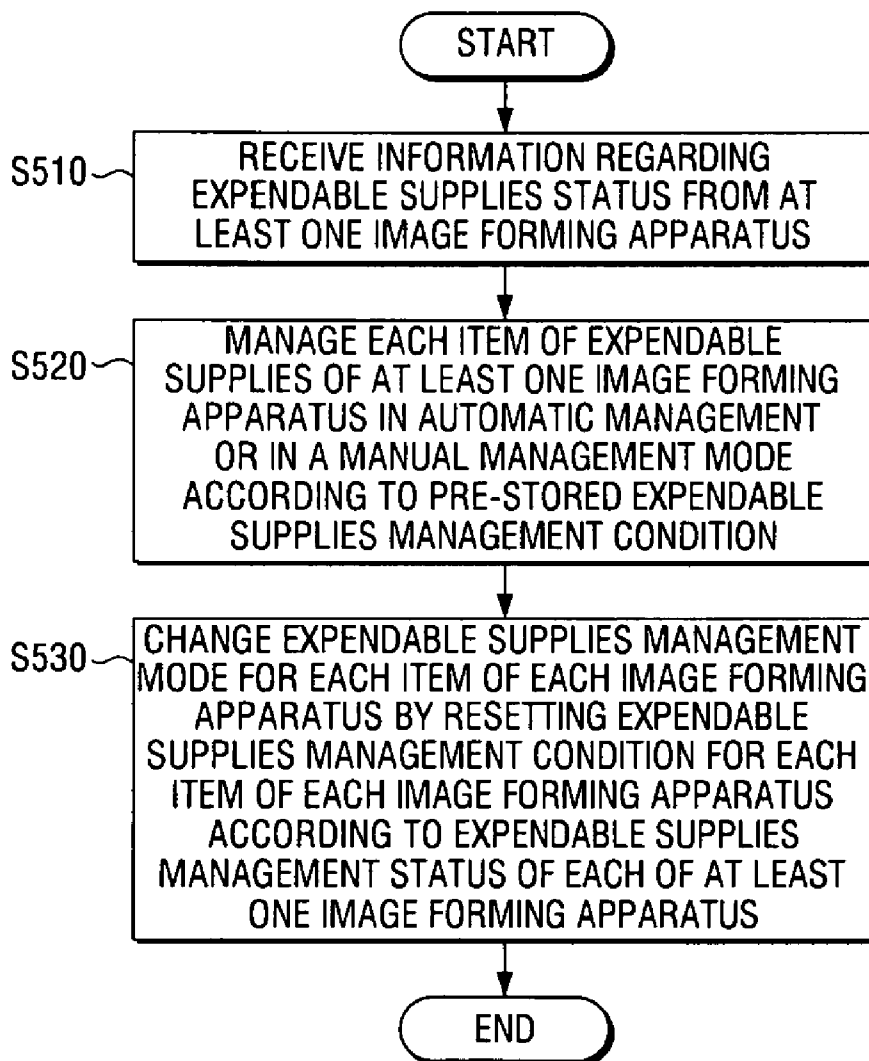 START
S510
RECEIVE INFORMATION REGARDING
EXPENDABLE SUPPLIES STATUS FROM AT
LEAST ONE IMAGE FORMING APPARATUS
S520
MANAGE EACH ITEM OF EXPENDABLE
SUPPLIES OF AT LEAST ONE IMAGE FORMING
APPARATUS IN AUTOMATIC MANAGEMENT
OR IN A MANUAL MANAGEMENT MODE
ACCORDING TO PRE-STORED EXPENDABLE
SUPPLIES MANAGEMENT CONDITION
S530
CHANGE EXPENDABLE SUPPLIES MANAGEMENT
MODE FOR EACH ITEM OF EACH IMAGE FORMING
APPARATUS BY RESETTING EXPENDABLE
SUPPLIES MANAGEMENT CONDITION FOR EACH
ITEM OF EACH IMAGE FORMING APPARATUS
ACCORDING TO EXPENDABLE SUPPLIES
MANAGEMENT STATUS OF EACH OF AT LEAST
ONE IMAGE FORMING APPARATUS
END